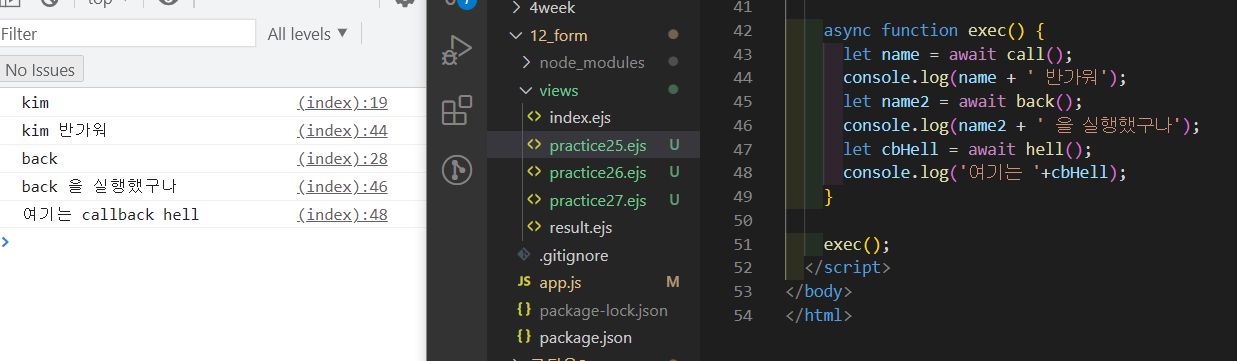 top
Filter
All levels ▼
No Issues
kim (index):19
kim 반가워 (index):44
back (index):28
back 을 실행했구나 (index):46
여기는 callback hell (index):48
4week
12_form
node_modules
views
index.ejs
practice25.ejs U
practice26.ejs U
practice27.ejs U
result.ejs
.gitignore
app.js M
package-lock.json
package.json
41
42 async function exec() {
43 let name = await call();
44 console.log(name + ' 반가워');
45 let name2 = await back();
46 console.log(name2 + ' 을 실행했구나');
47 let cbHell = await hell();
48 console.log('여기는 '+cbHell);
49 }
50
51 exec();
52 </script>
53 </body>
54 </html>